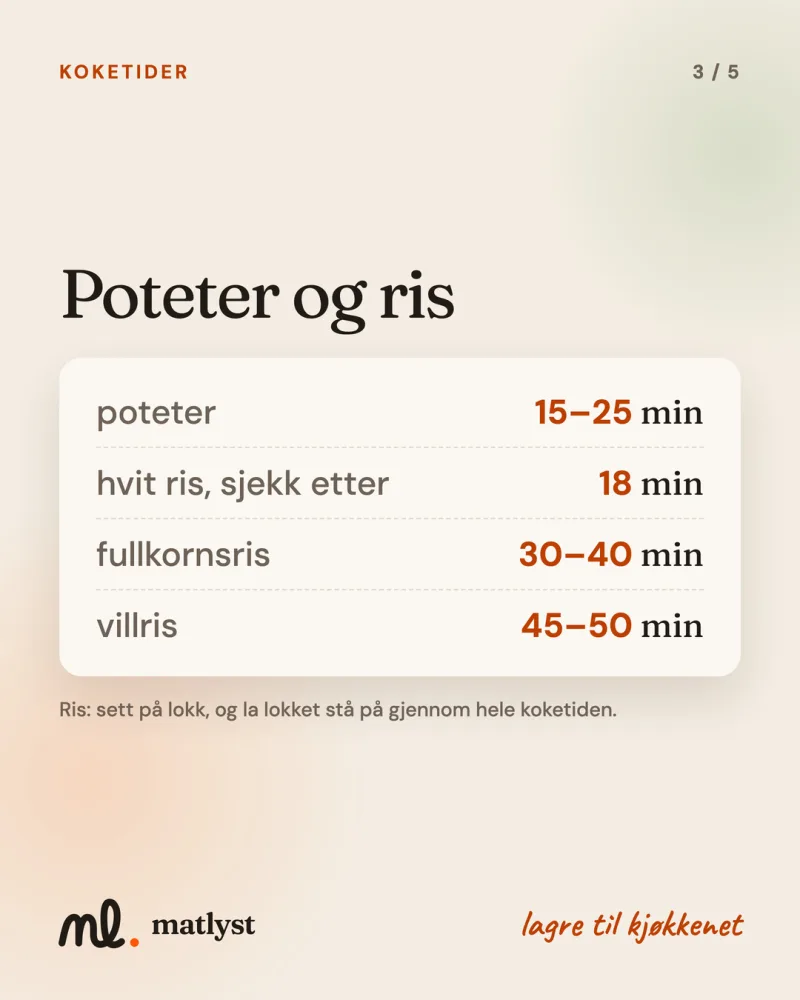 KOKETIDER
3 / 5
Poteter og ris
poteter 15–25 min
hvit ris, sjekk etter 18 min
fullkornsris 30–40 min
villris 45–50 min
Ris: sett på lokk, og la lokket stå på gjennom hele koketiden.
ml. matlyst
lagre til kjøkkenet